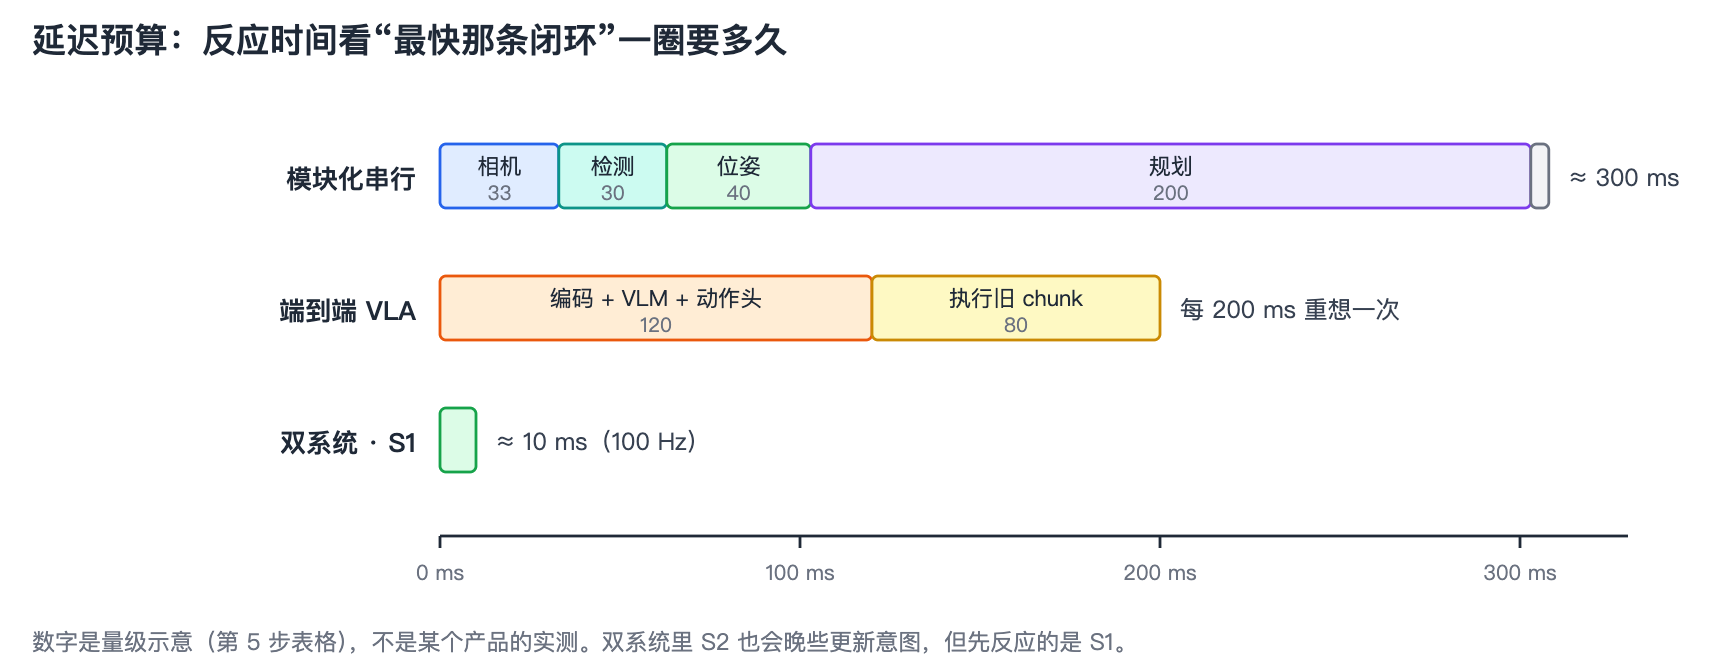 延迟预算：反应时间看“最快那条闭环”一圈要多久
模块化串行
相机
33
检测
30
位姿
40
规划
200
≈ 300 ms
端到端 VLA
编码 + VLM + 动作头
120
执行旧 chunk
80
每 200 ms 重想一次
双系统 · S1
≈ 10 ms（100 Hz）
0 ms
100 ms
200 ms
300 ms
数字是量级示意（第 5 步表格），不是某个产品的实测。双系统里 S2 也会晚些更新意图，但先反应的是 S1。